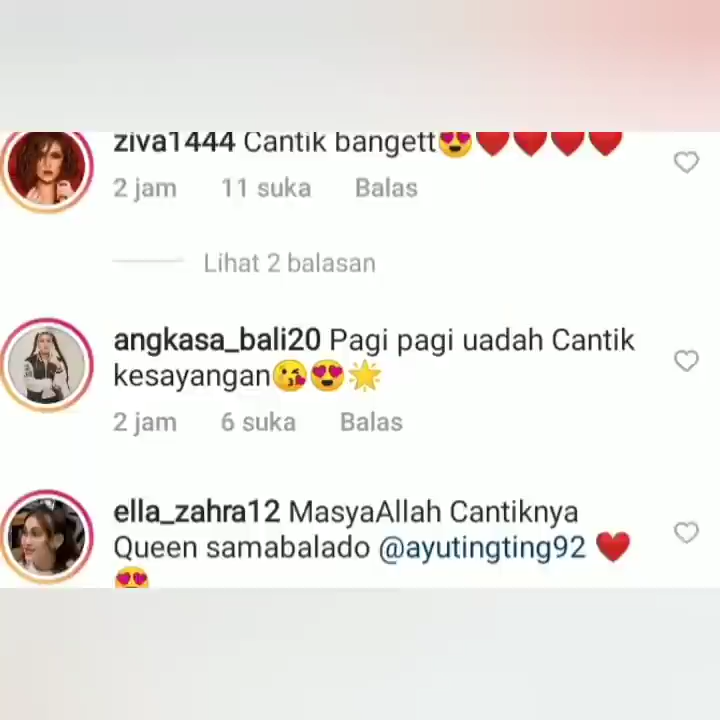 ziva1444 Cantik bangett😍❤️❤️❤️❤️
2 jam 11 suka Balas
Lihat 2 balasan
angkasa_bali20 Pagi pagi uadah Cantik
kesayangan😘😍🌟
2 jam 6 suka Balas
ella_zahra12 MasyaAllah Cantiknya
Queen samabalado @ayutingting92 ❤️
😍